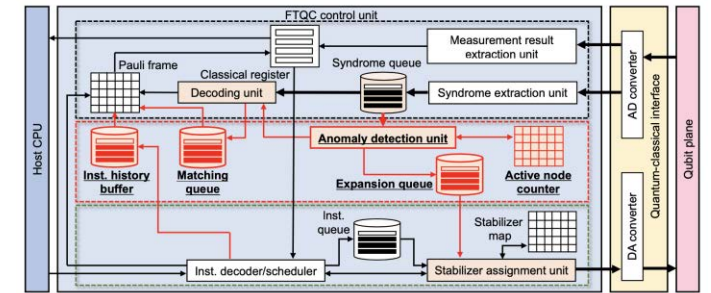 FTQC control unit
Host CPU
Pauli frame
Classical register
Measurement result
extraction unit
Syndrome queue
Decoding unit
Syndrome extraction unit
AD converter
Quantum-classical interface
Qubit plane
Anomaly detection unit
Inst. history
buffer
Matching
queue
Expansion queue
Active node
counter
Inst.
queue
Stabilizer
map
DA converter
Inst. decoder/scheduler
Stabilizer assignment unit